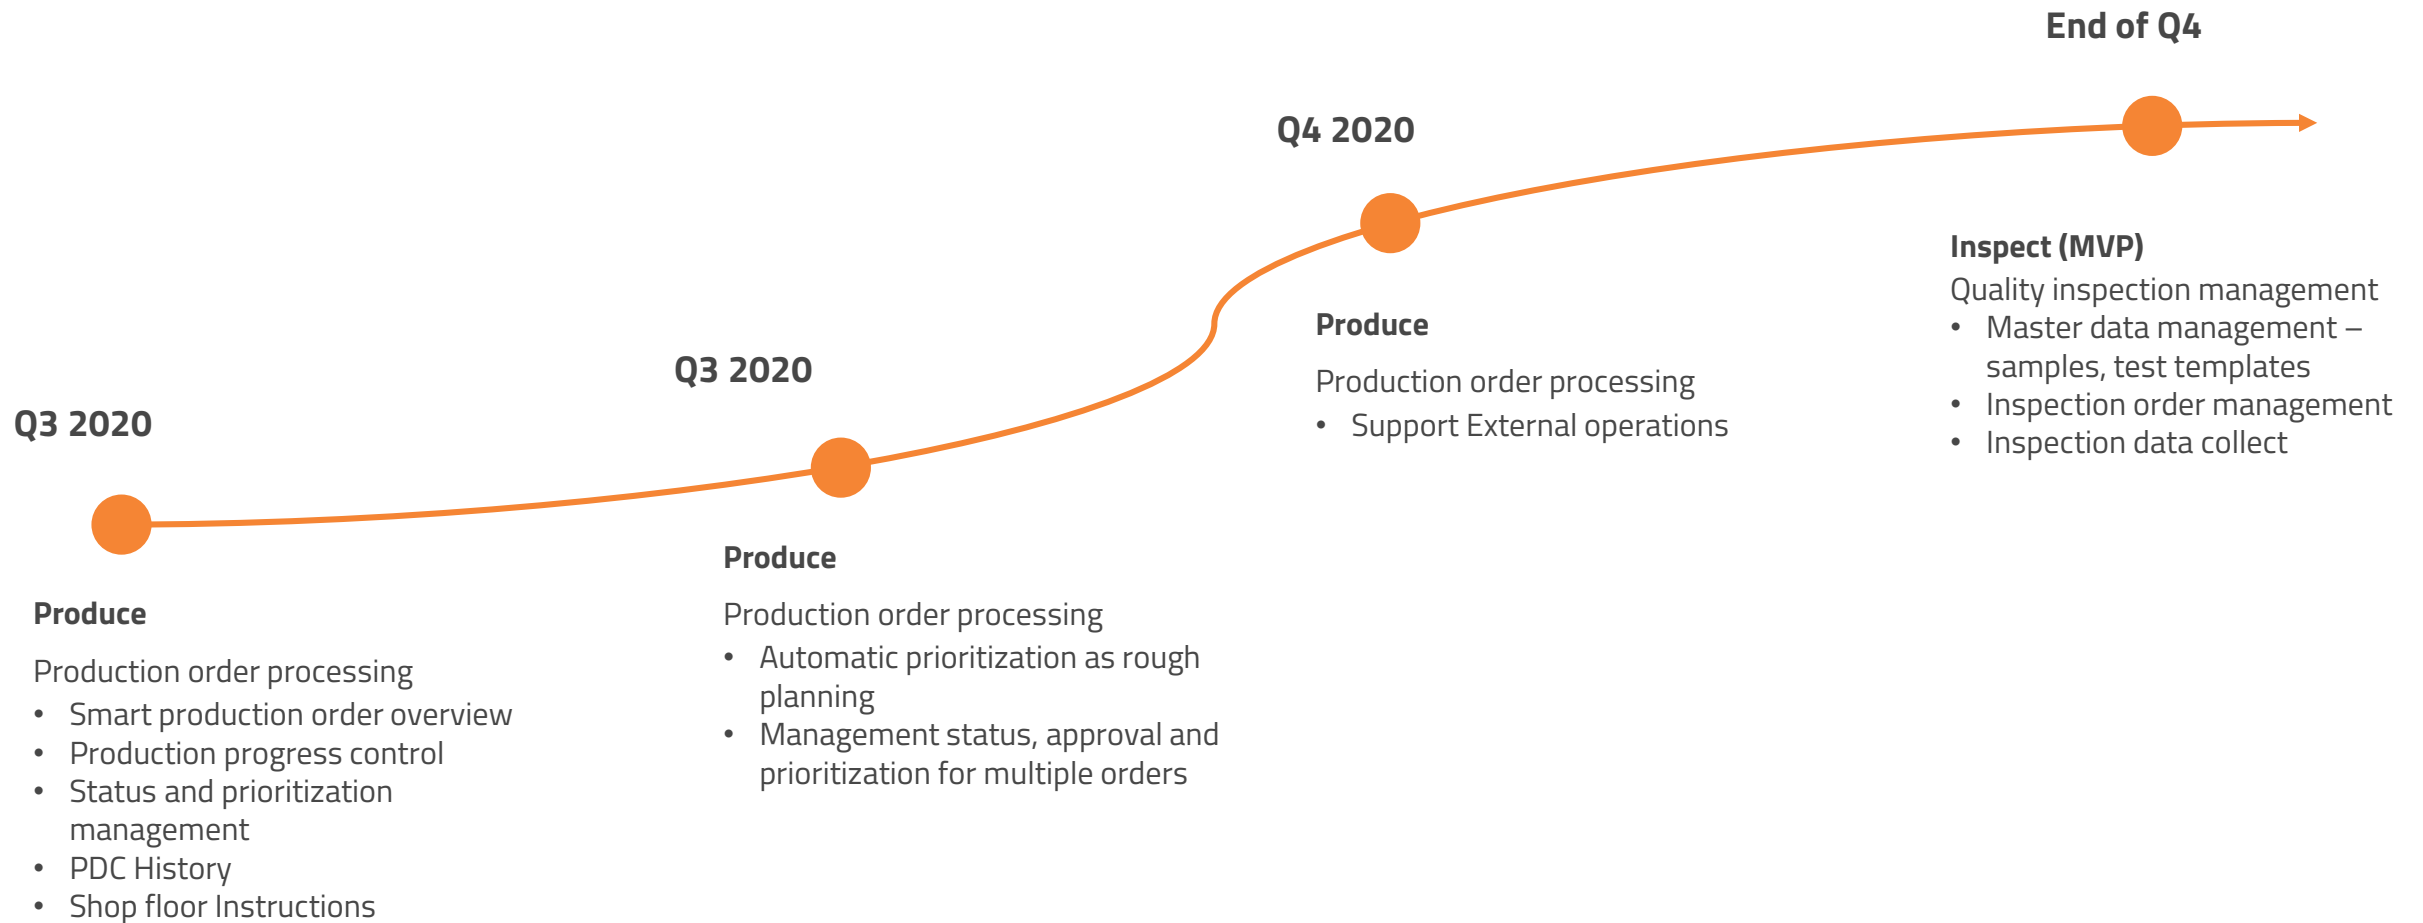 Q3 2020
Produce
Production order processing
• Smart production order overview
• Production progress control
• Status and prioritization
management
• PDC History
• Shop floor Instructions
Q3 2020
Produce
Production order processing
• Automatic prioritization as rough
planning
• Management status, approval and
prioritization for multiple orders
Q4 2020
Produce
Production order processing
• Support External operations
End of Q4
Inspect (MVP)
Quality inspection management
• Master data management –
samples, test templates
• Inspection order management
• Inspection data collect